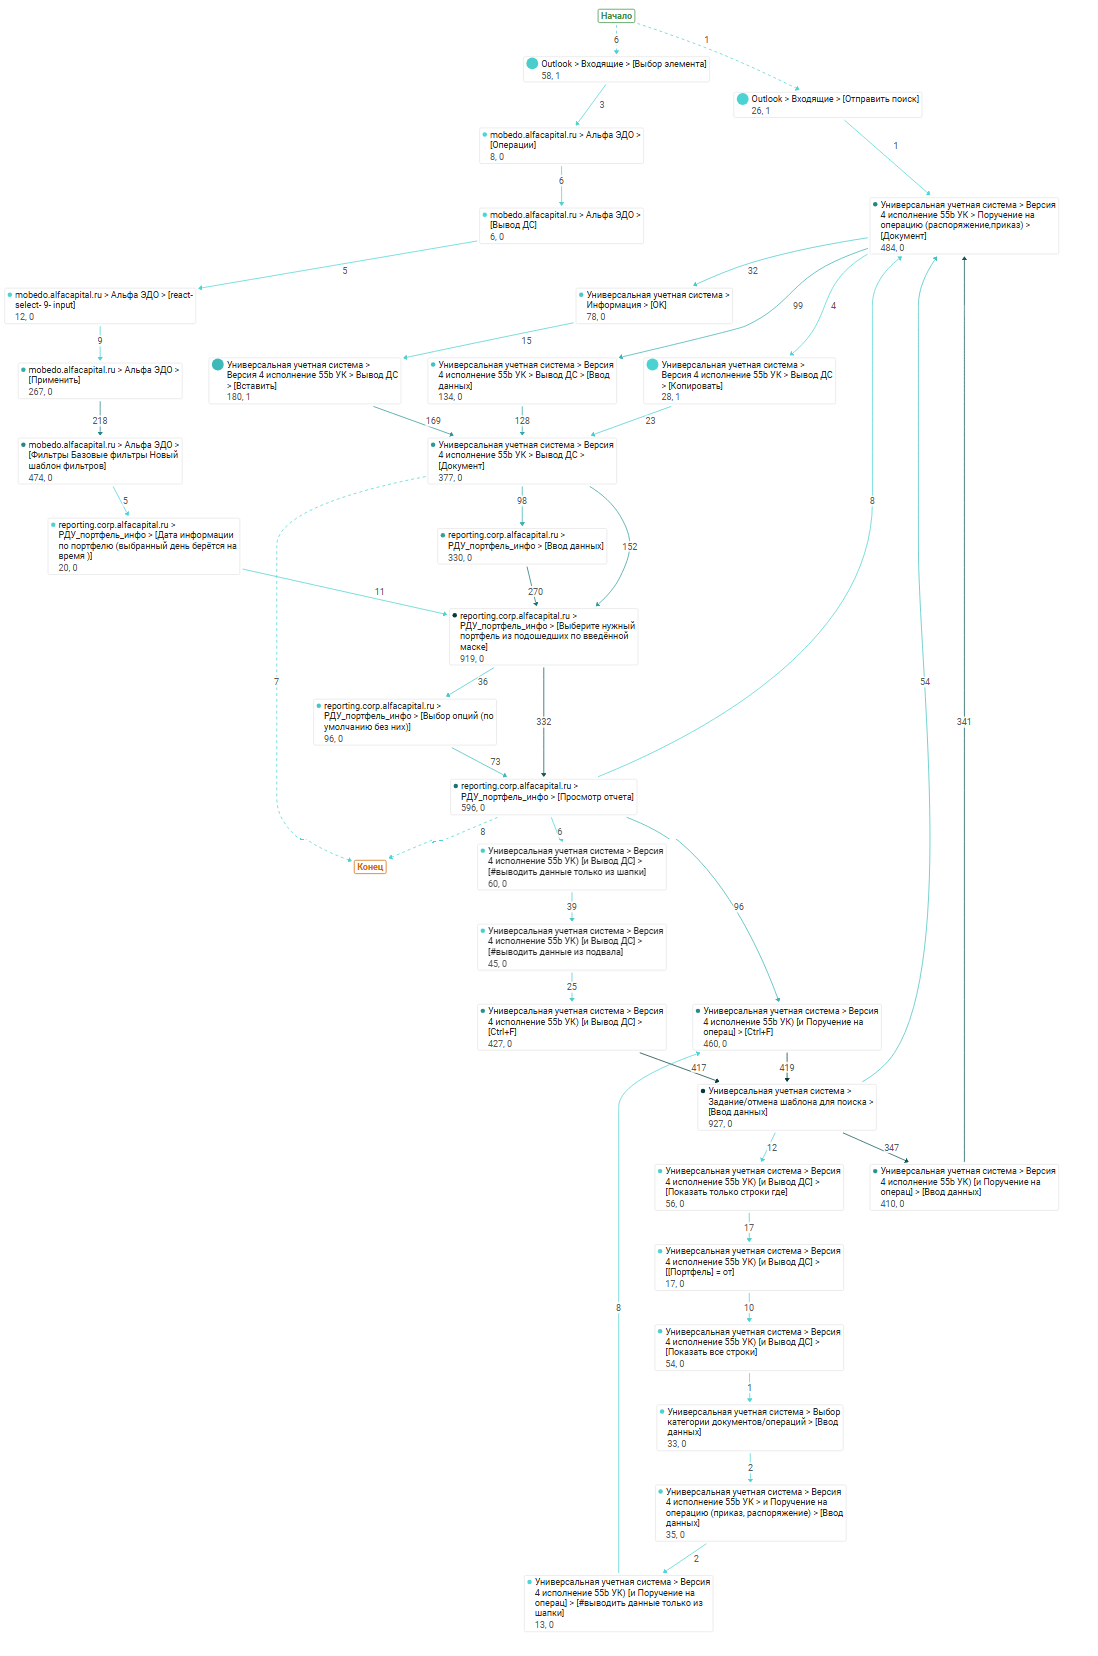 Начало
6
1
Outlook > Входящие > [Выбор элемента]
58, 1
Outlook > Входящие > [Отправить поиск]
26, 1
3
1
mobedo.alfacapital.ru > Альфа ЭДО >
[Операции]
8, 0
6
mobedo.alfacapital.ru > Альфа ЭДО >
[Вывод ДС]
6, 0
Универсальная учетная система > Версия
4 исполнение 55b УК > Поручение на
операцию (распоряжение,приказ) >
[Документ]
484, 0
5
32
99
4
mobedo.alfacapital.ru > Альфа ЭДО > [react-
select- 9- input]
12, 0
Универсальная учетная система >
Информация > [OK]
78, 0
9
15
mobedo.alfacapital.ru > Альфа ЭДО >
[Применить]
267, 0
Универсальная учетная система >
Версия 4 исполнение 55b УК > Вывод ДС
> [Вставить]
180, 1
Универсальная учетная система > Версия
4 исполнение 55b УК > Вывод ДС > [Ввод
данных]
134, 0
Универсальная учетная система >
Версия 4 исполнение 55b УК > Вывод ДС
> [Копировать]
28, 1
218
169
128
23
mobedo.alfacapital.ru > Альфа ЭДО >
[Фильтры Базовые фильтры Новый
шаблон фильтров]
474, 0
Универсальная учетная система > Версия
4 исполнение 55b УК > Вывод ДС >
[Документ]
377, 0
5
98
8
152
reporting.corp.alfacapital.ru >
РДУ_портфель_инфо > [Дата информации
по портфелю (выбранный день берётся на
время )]
20, 0
reporting.corp.alfacapital.ru >
РДУ_портфель_инфо > [Ввод данных]
330, 0
11
270
reporting.corp.alfacapital.ru >
РДУ_портфель_инфо > [Выберите нужный
портфель из подошедших по введённой
маске]
919, 0
7
36
54
332
341
reporting.corp.alfacapital.ru >
РДУ_портфель_инфо > [Выбор опций (по
умолчанию без них)]
96, 0
73
reporting.corp.alfacapital.ru >
РДУ_портфель_инфо > [Просмотр отчета]
596, 0
8
6
Конец
Универсальная учетная система > Версия
4 исполнение 55b УК) [и Вывод ДС] >
[#выводить данные только из шапки]
60, 0
39
96
Универсальная учетная система > Версия
4 исполнение 55b УК) [и Вывод ДС] >
[#выводить данные из подвала]
45, 0
25
Универсальная учетная система > Версия
4 исполнение 55b УК) [и Вывод ДС] >
[Ctrl+F]
427, 0
Универсальная учетная система > Версия
4 исполнение 55b УК) [и Поручение на
операц] > [Ctrl+F]
460, 0
417
419
Универсальная учетная система >
Задание/отмена шаблона для поиска >
[Ввод данных]
927, 0
12
347
Универсальная учетная система > Версия
4 исполнение 55b УК) [и Вывод ДС] >
[Показать только строки где]
56, 0
Универсальная учетная система > Версия
4 исполнение 55b УК) [и Поручение на
операц] > [Ввод данных]
410, 0
17
Универсальная учетная система > Версия
4 исполнение 55b УК) [и Вывод ДС] >
[[Портфель] = от]
17, 0
8
10
Универсальная учетная система > Версия
4 исполнение 55b УК) [и Вывод ДС] >
[Показать все строки]
54, 0
1
Универсальная учетная система > Выбор
категории документов/операций > [Ввод
данных]
33, 0
2
Универсальная учетная система > Версия
4 исполнение 55b УК > и Поручение на
операцию (приказ, распоряжение) > [Ввод
данных]
35, 0
2
Универсальная учетная система > Версия
4 исполнение 55b УК) [и Поручение на
операц] > [#выводить данные только из
шапки]
13, 0